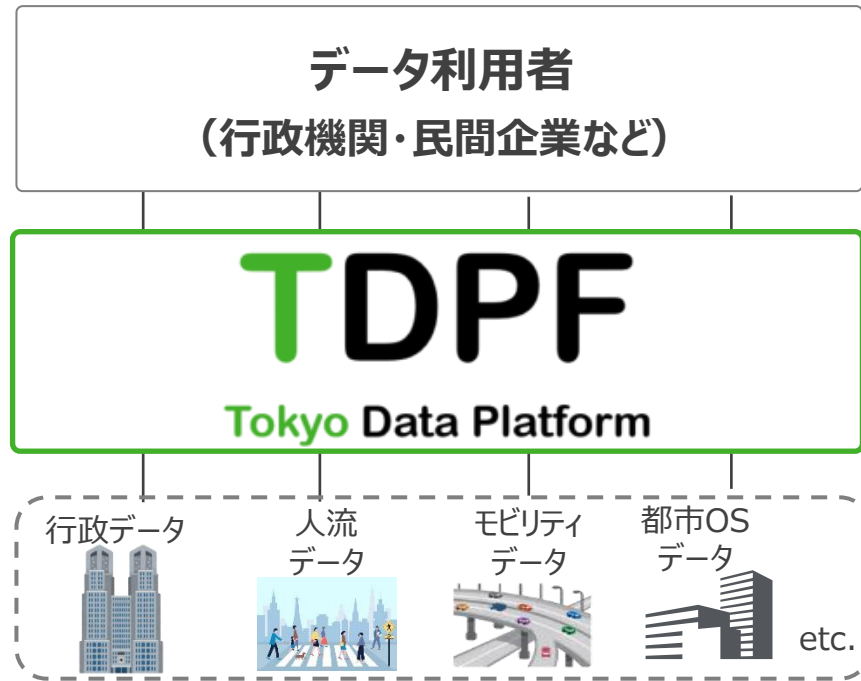 データ利用者
（行政機関・民間企業など）
TDPF
Tokyo Data Platform
行政データ
人流
データ
モビリティ
データ
都市OS
データ
etc.